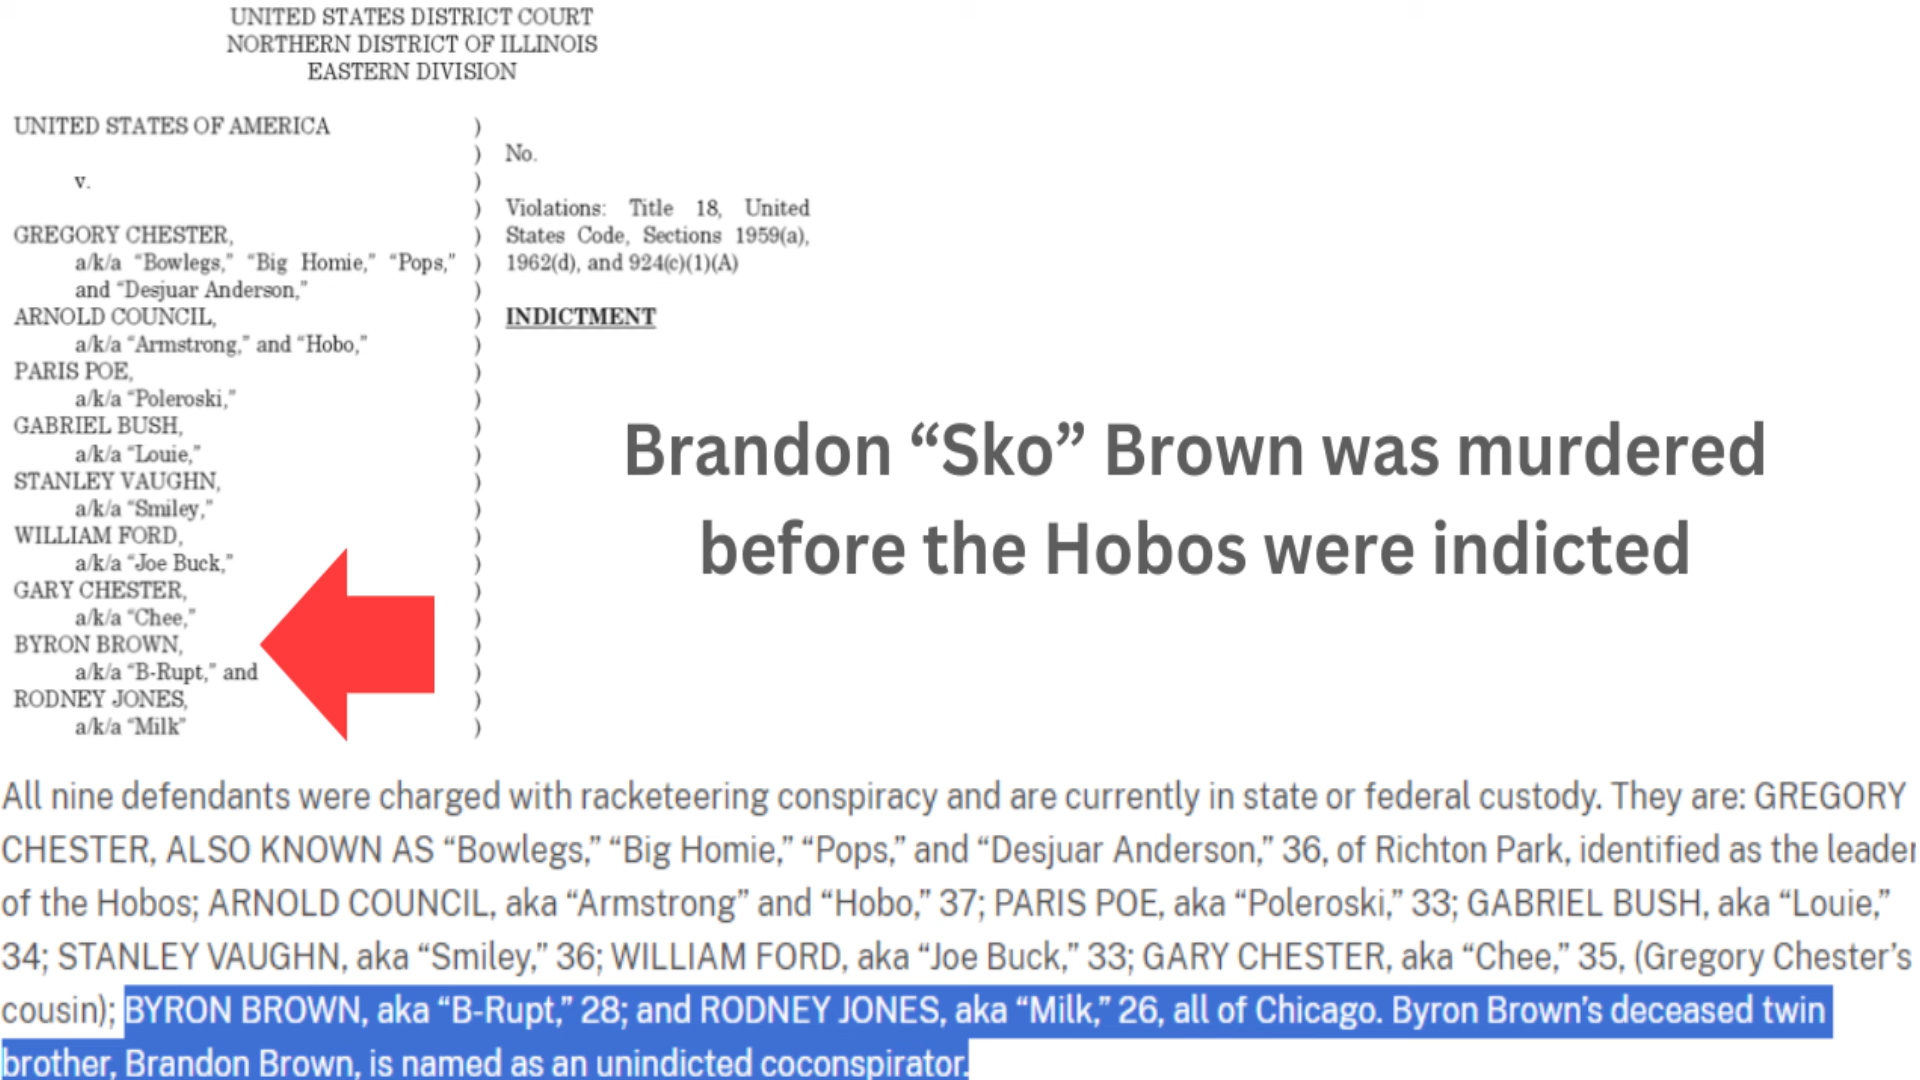 UNITED STATES DISTRICT COURT
NORTHERN DISTRICT OF ILLINOIS
EASTERN DIVISION
UNITED STATES OF AMERICA )
) No.
v. )
) Violations: Title 18, United
GREGORY CHESTER, ) States Code, Sections 1959(a),
a/k/a “Bowlegs,” “Big Homie,” “Pops,” ) 1962(d), and 924(c)(1)(A)
and “Desjuar Anderson,” )
ARNOLD COUNCIL, ) INDICTMENT
a/k/a “Armstrong,” and “Hobo,” )
PARIS POE, )
a/k/a “Poleroski,” )
GABRIEL BUSH, )
a/k/a “Louie,” )
STANLEY VAUGHN, )
a/k/a “Smiley,” )
WILLIAM FORD, )
a/k/a “Joe Buck,” )
GARY CHESTER, )
a/k/a “Chee,” )
BYRON BROWN, )
a/k/a “B-Rupt,” and )
RODNEY JONES, )
a/k/a “Milk” )
Brandon “Sko” Brown was murdered
before the Hobos were indicted
All nine defendants were charged with racketeering conspiracy and are currently in state or federal custody. They are: GREGORY
CHESTER, ALSO KNOWN AS “Bowlegs,” “Big Homie,” “Pops,” and “Desjuar Anderson,” 36, of Richton Park, identified as the leader
of the Hobos; ARNOLD COUNCIL, aka “Armstrong” and “Hobo,” 37; PARIS POE, aka “Poleroski,” 33; GABRIEL BUSH, aka “Louie,”
34; STANLEY VAUGHN, aka “Smiley,” 36; WILLIAM FORD, aka “Joe Buck,” 33; GARY CHESTER, aka “Chee,” 35, (Gregory Chester’s
cousin); BYRON BROWN, aka “B-Rupt,” 28; and RODNEY JONES, aka “Milk,” 26, all of Chicago. Byron Brown’s deceased twin
brother, Brandon Brown, is named as an unindicted coconspirator.